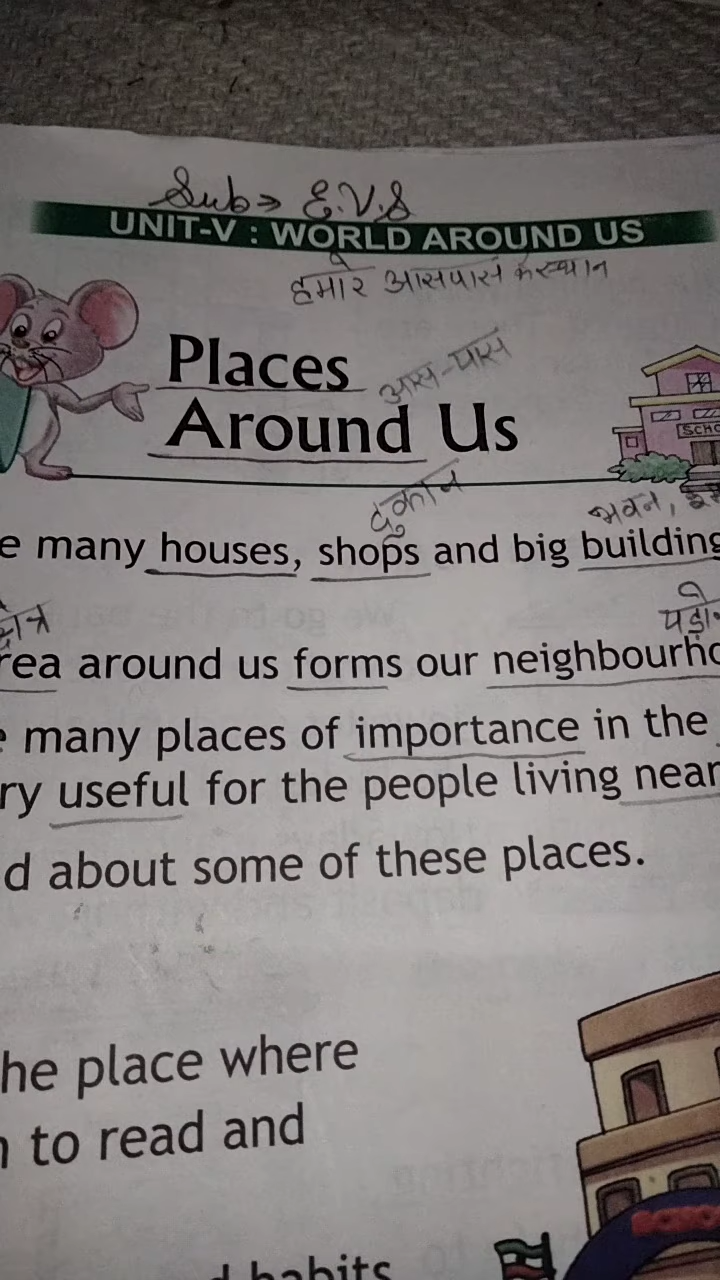 Sub → E.V.S
UNIT-V : WORLD AROUND US
हमारे आसपास के स्थान
Places
आस-पास
Around Us
दुकान
भवन,
e many houses, shops and big building
rea around us forms our neighbourho
many places of importance in the
ry useful for the people living near
d about some of these places.
he place where
to read and
habits
SCHO